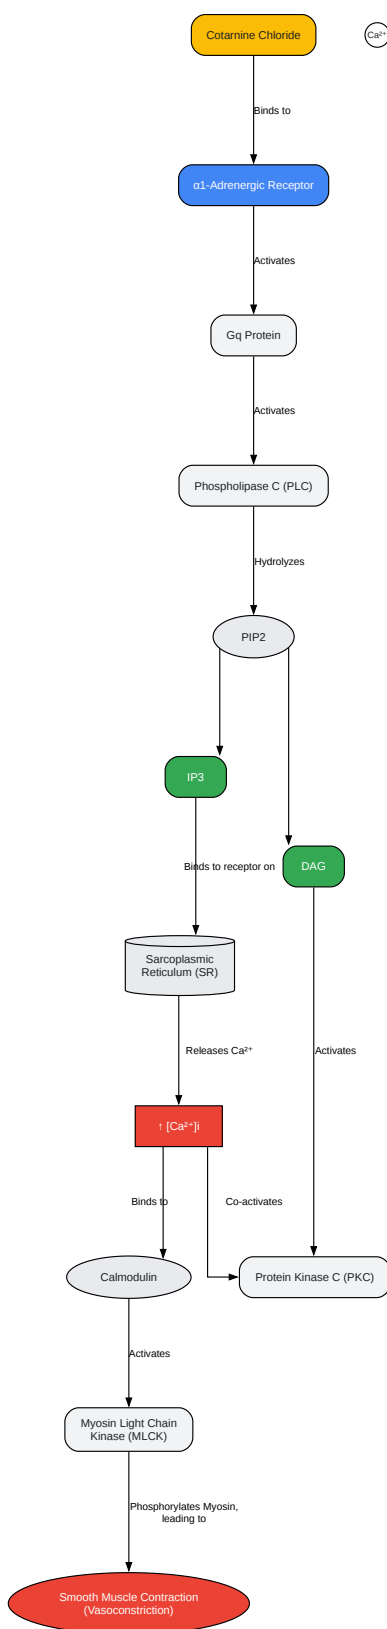 Cotarnine Chloride
Ca²⁺
Binds to
α1-Adrenergic Receptor
Activates
Gq Protein
Activates
Phospholipase C (PLC)
Hydrolyzes
PIP2
IP3
Binds to receptor on
DAG
Sarcoplasmic
Reticulum (SR)
Releases Ca²⁺
Activates
↑ [Ca²⁺]i
Binds to
Co-activates
Calmodulin
Protein Kinase C (PKC)
Activates
Myosin Light Chain
Kinase (MLCK)
Phosphorylates Myosin,
leading to
Smooth Muscle Contraction
(Vasoconstriction)